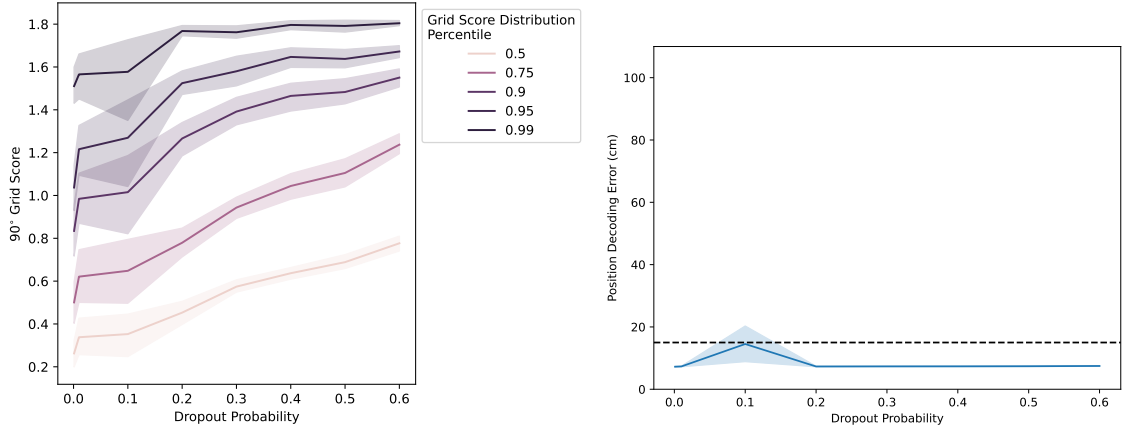 Grid Score Distribution
Percentile
0.5
0.75
0.9
0.95
0.99
90° Grid Score
1.8
1.6
1.4
1.2
1.0
0.8
0.6
0.4
0.2
0.0 0.1 0.2 0.3 0.4 0.5 0.6
Dropout Probability
Position Decoding Error (cm)
100
80
60
40
20
0
0.0 0.1 0.2 0.3 0.4 0.5 0.6
Dropout Probability